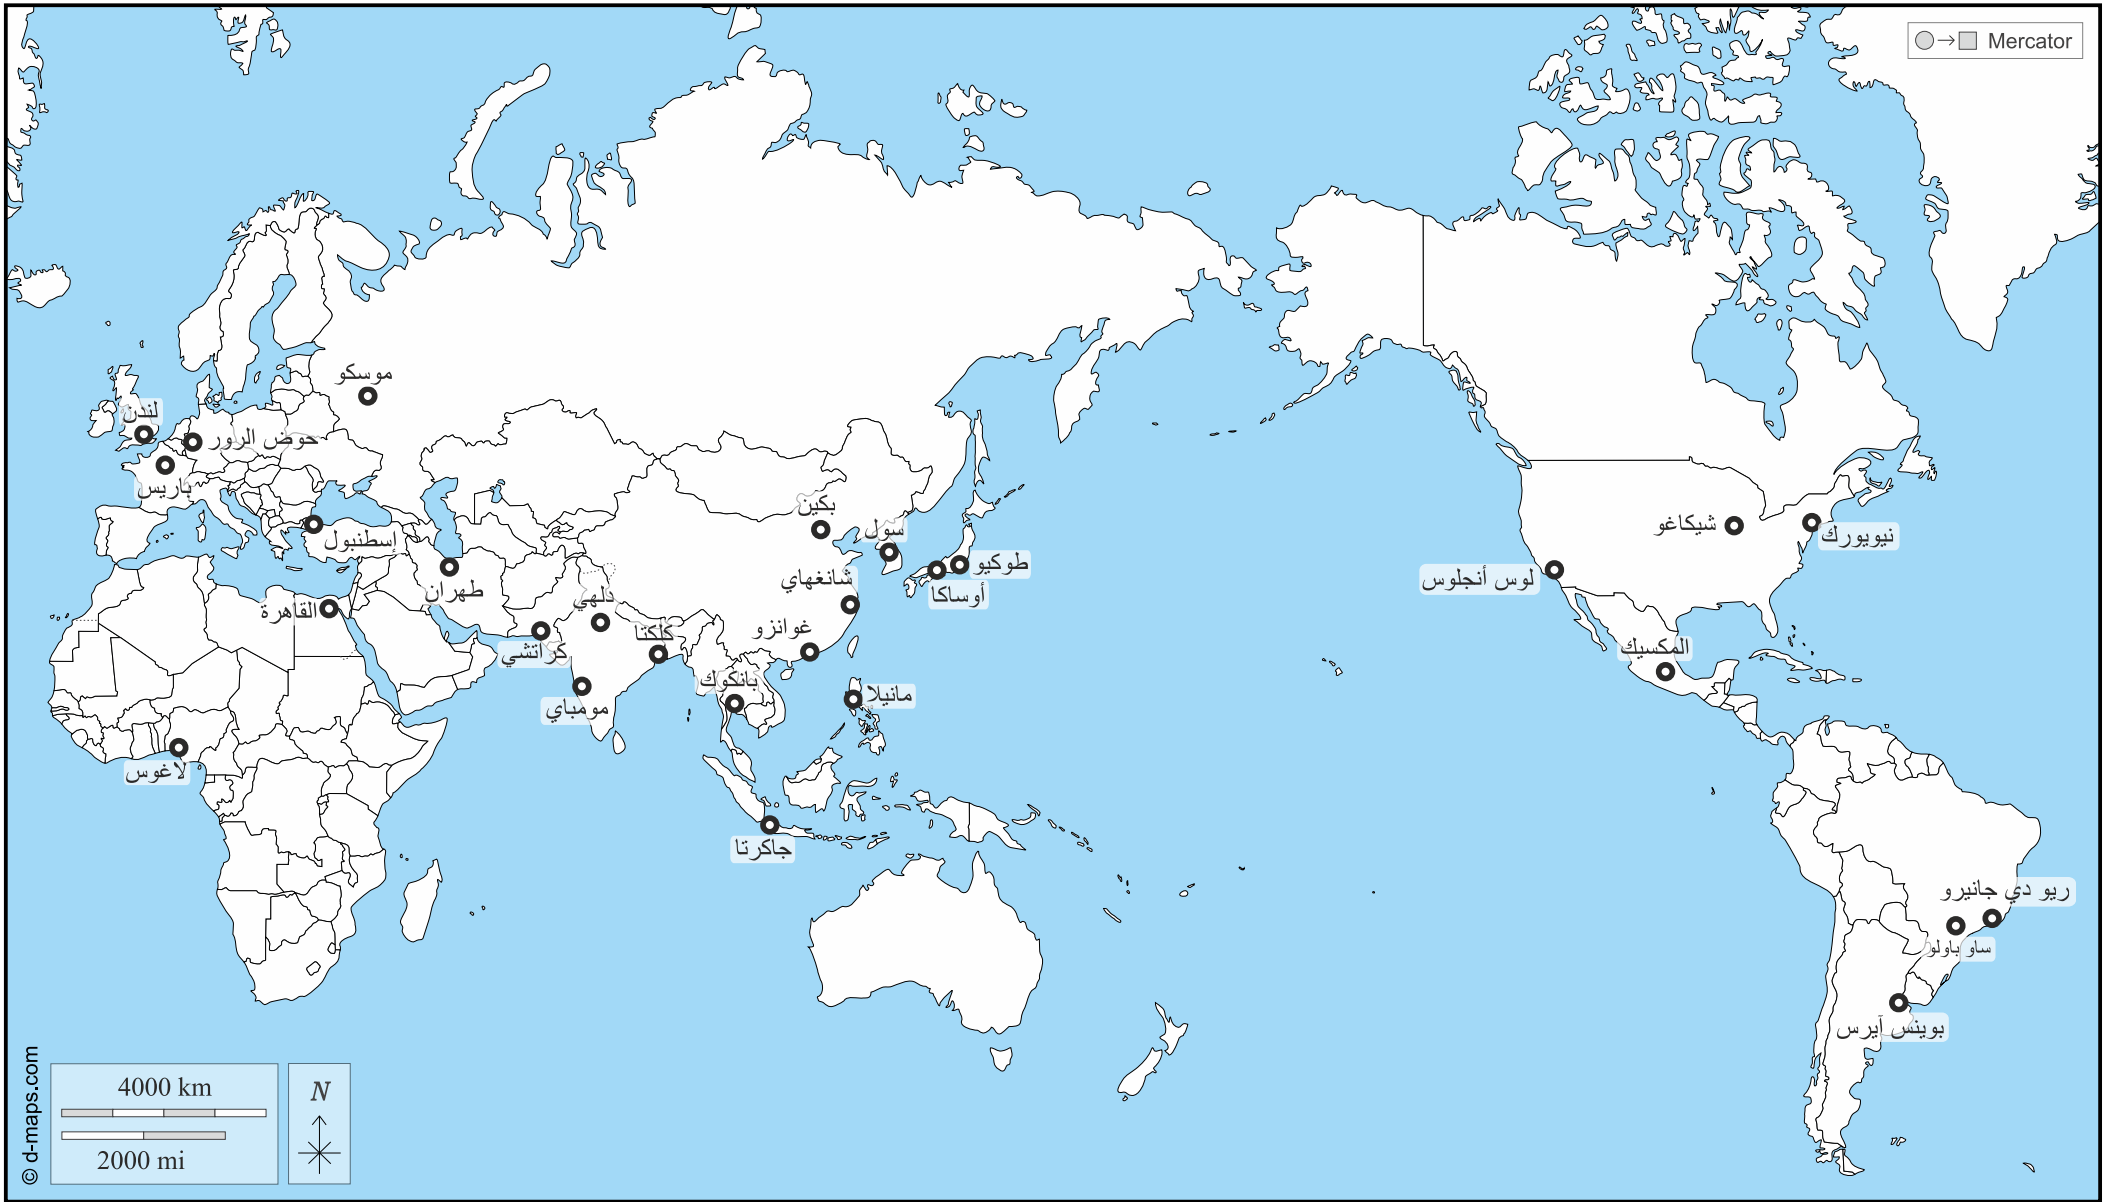 Mercator
موسكو
لندن
حوض الرور
باريس
إسطنبول
طهران
القاهرة
كراتشي
دلهي
كلكتا
مومباي
لاغوس
بكين
سول
طوكيو
أوساكا
شانغهاي
غوانزو
بانكوك
مانيلا
جاكرتا
شيكاغو
نيويورك
لوس أنجلوس
المكسيك
ريو دي جانيرو
ساو باولو
بوينس آيرس
4000 km
2000 mi
N
© d-maps.com